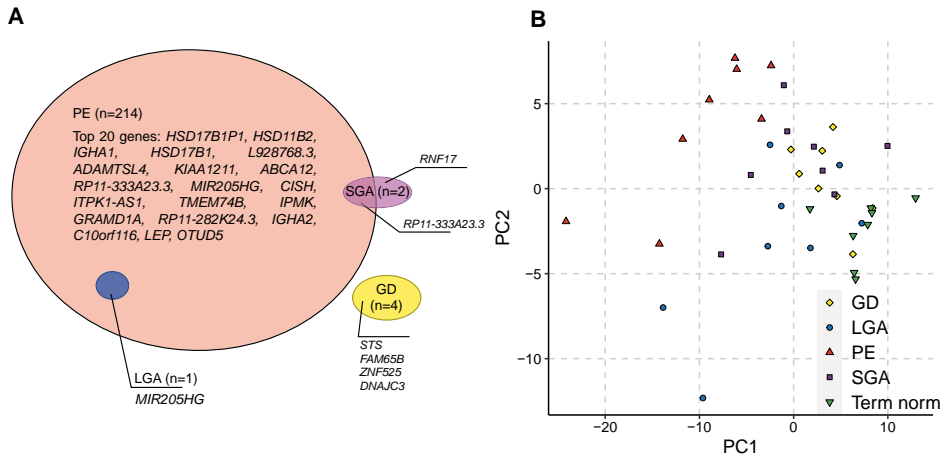 A
PE (n=214)
Top 20 genes: HSD17B1P1, HSD11B2,
IGHA1, HSD17B1, L928768.3,
ADAMTSL4, KIAA1211, ABCA12,
RP11-333A23.3, MIR205HG, CISH,
ITPK1-AS1, TMEM74B, IPMK,
GRAMD1A, RP11-282K24.3, IGHA2,
C10orf116, LEP, OTUD5
RNF17
SGA (n=2)
RP11-333A23.3
GD
(n=4)
STS
FAM65B
ZNF525
DNAJC3
LGA (n=1)
MIR205HG
B
PC2
5
0
−5
−10
GD
LGA
PE
SGA
Term norm
−20
−10
0
10
PC1